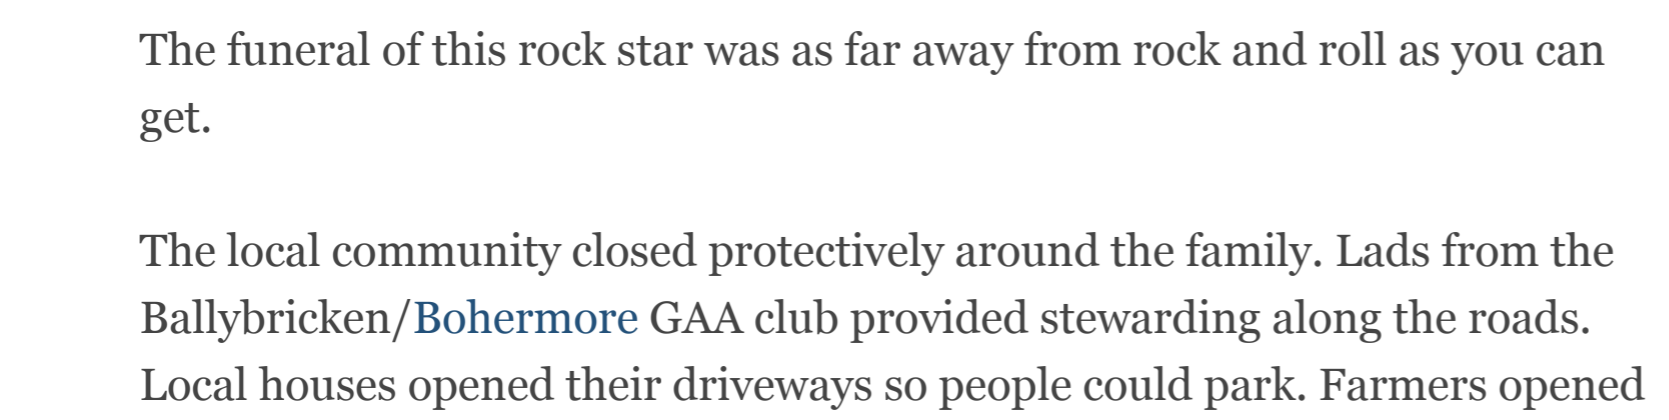 The funeral of this rock star was as far away from rock and roll as you can
get.
The local community closed protectively around the family. Lads from the
Ballybricken/Bohermore GAA club provided stewarding along the roads.
Local houses opened their driveways so people could park. Farmers opened